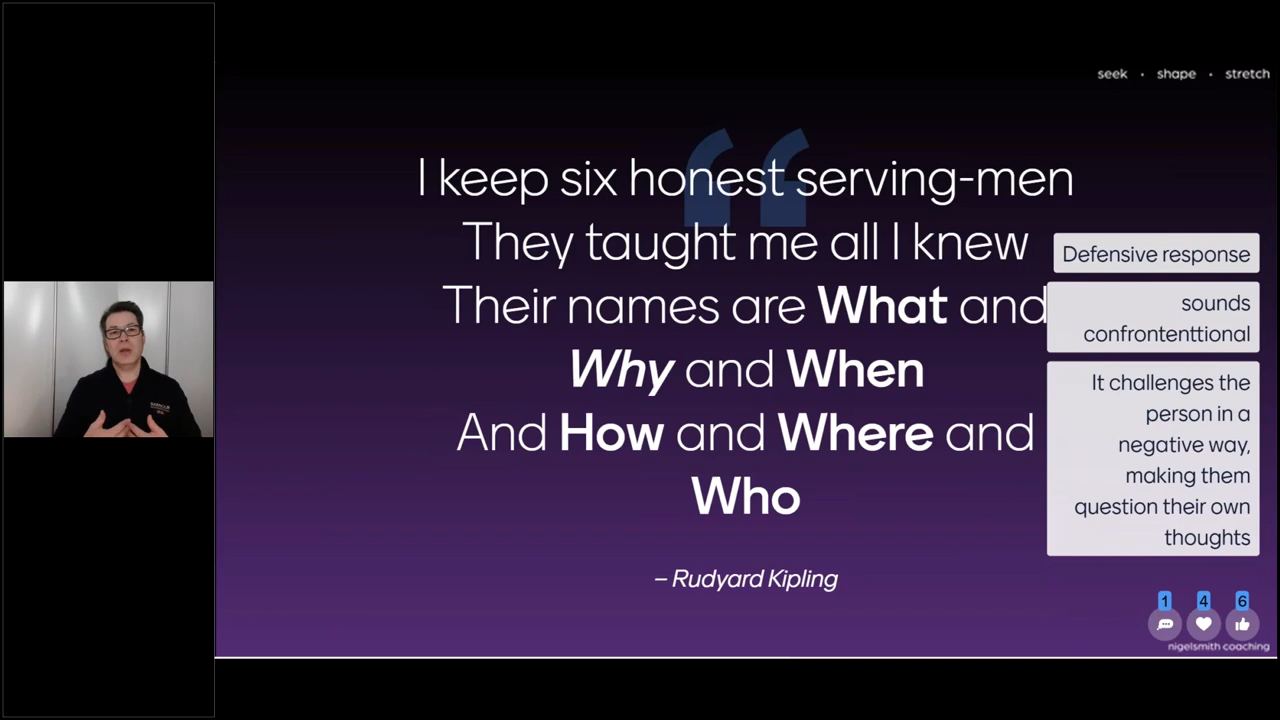 seek · shape · stretch
I keep six honest serving-men
They taught me all I knew
Their names are What and
Why and When
And How and Where and
Who
– Rudyard Kipling
Defensive response
sounds
confrontenttional
It challenges the
person in a
negative way,
making them
question their own
thoughts
1 4 6
nigelsmith coaching